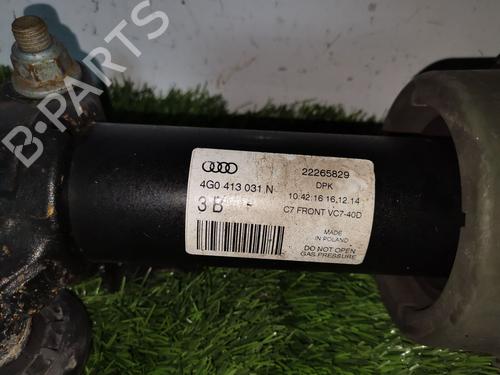 4G0 413 031 N
3 B -
22265829
DPK
10:42:16 16.12.14
C7 FRONT VC7-40D
MADE
IN POLAND
DO NOT OPEN
GAS PRESSURE
B-PARTS